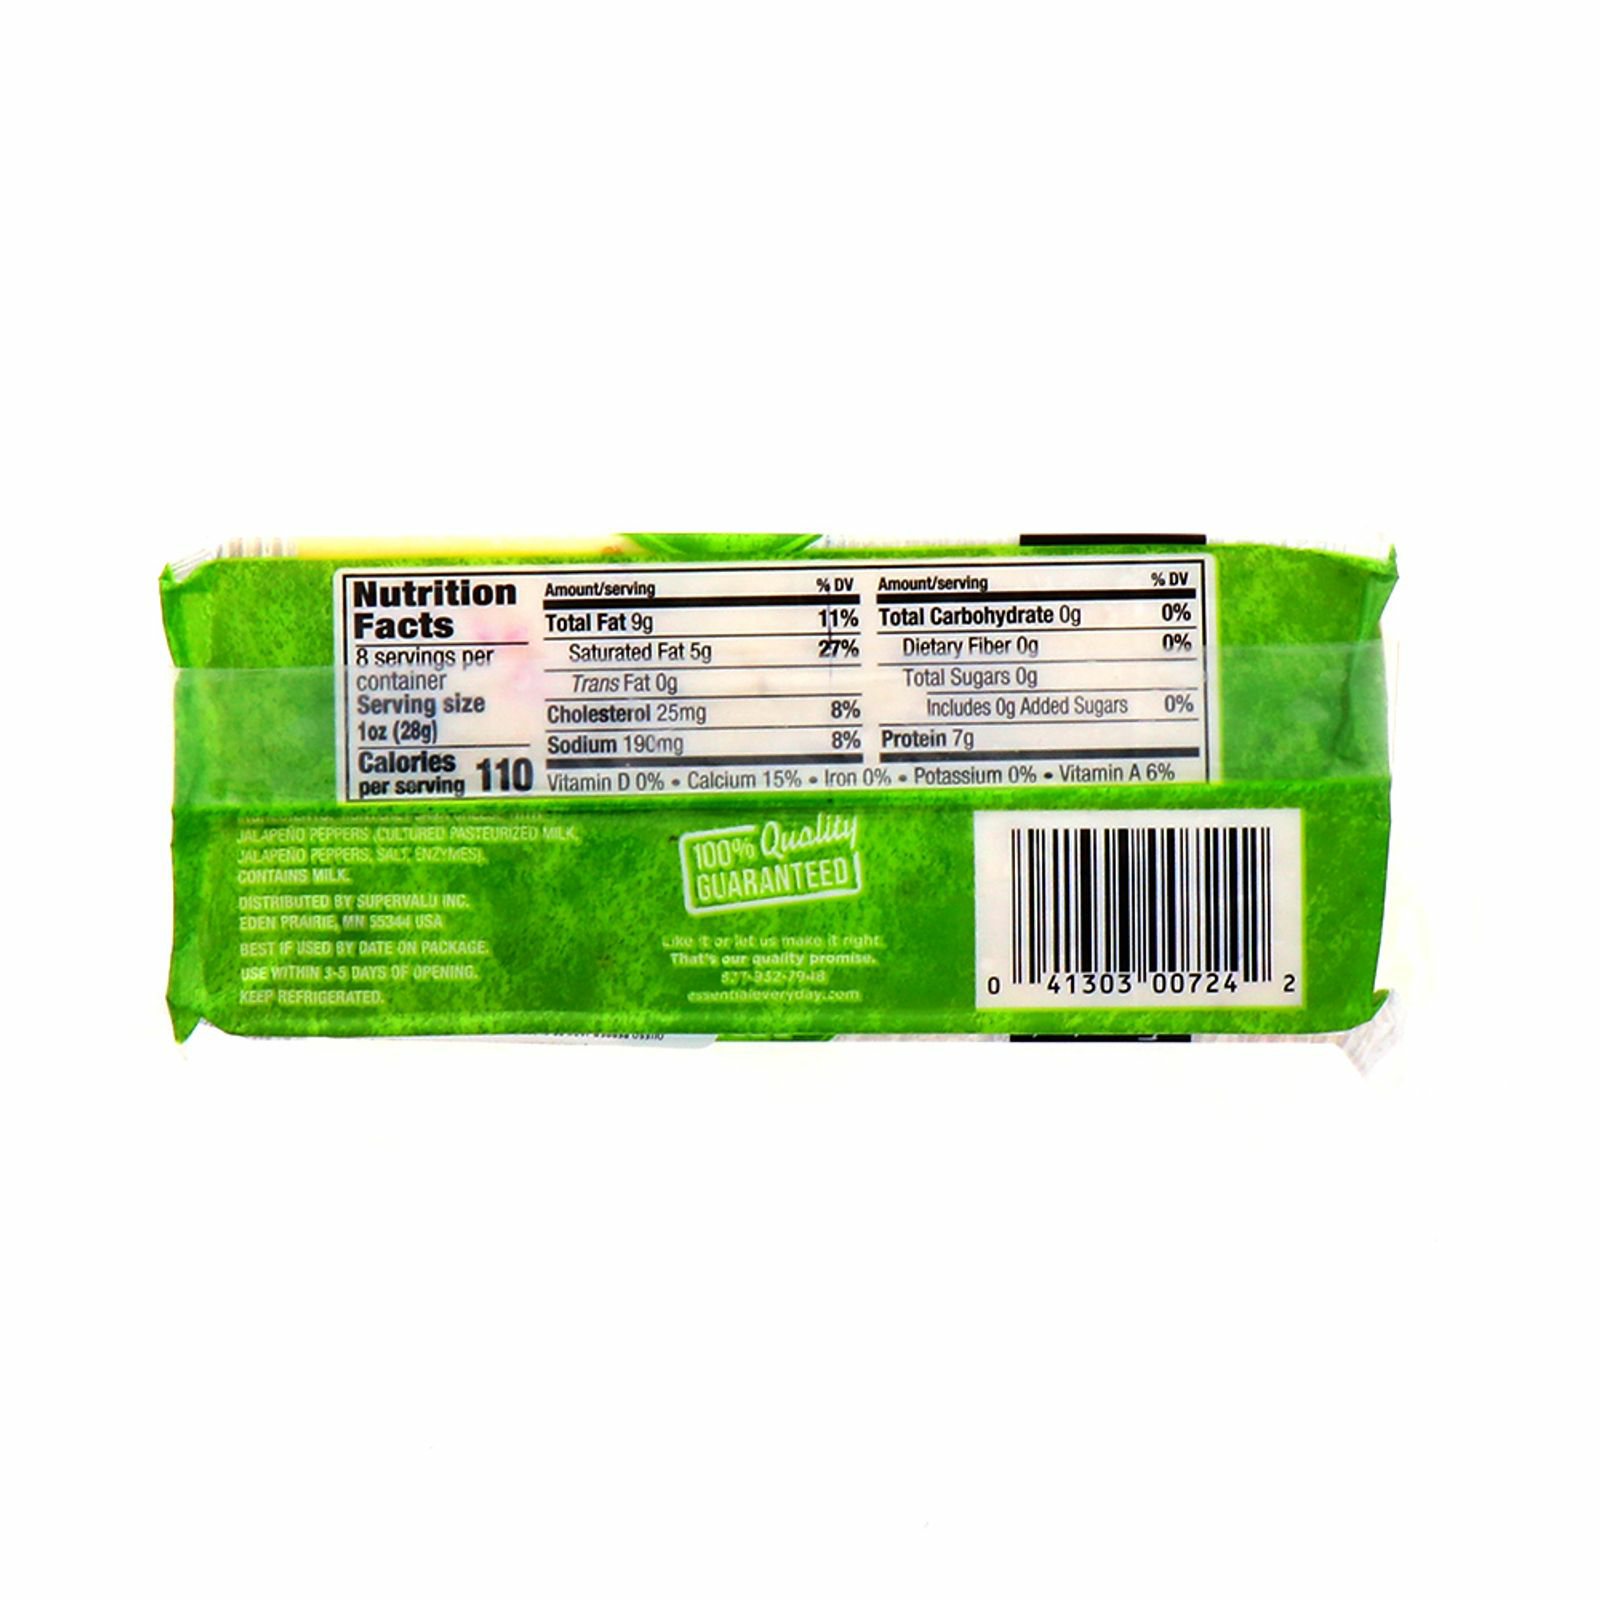 Nutrition
Facts
8 servings per
container
Serving size
1oz (28g)
Calories
per serving 110
Amount/serving % DV
Total Fat 9g 11%
Saturated Fat 5g 27%
Trans Fat 0g
Cholesterol 25mg 8%
Sodium 190mg 8%
Amount/serving % DV
Total Carbohydrate 0g 0%
Dietary Fiber 0g 0%
Total Sugars 0g
Includes 0g Added Sugars 0%
Protein 7g
Vitamin D 0% • Calcium 15% • Iron 0% • Potassium 0% • Vitamin A 6%
JALAPEÑO PEPPERS (CULTURED PASTEURIZED MILK,
JALAPEÑO PEPPERS, SALT, ENZYMES).
CONTAINS MILK.
DISTRIBUTED BY SUPERVALU INC.
EDEN PRAIRIE, MN 55344 USA
BEST IF USED BY DATE ON PACKAGE.
USE WITHIN 3-5 DAYS OF OPENING.
KEEP REFRIGERATED.
100% Quality
GUARANTEED
Like it or let us make it right.
That's our quality promise.
877-932-7948
essentialeveryday.com
0 41303 00724 2